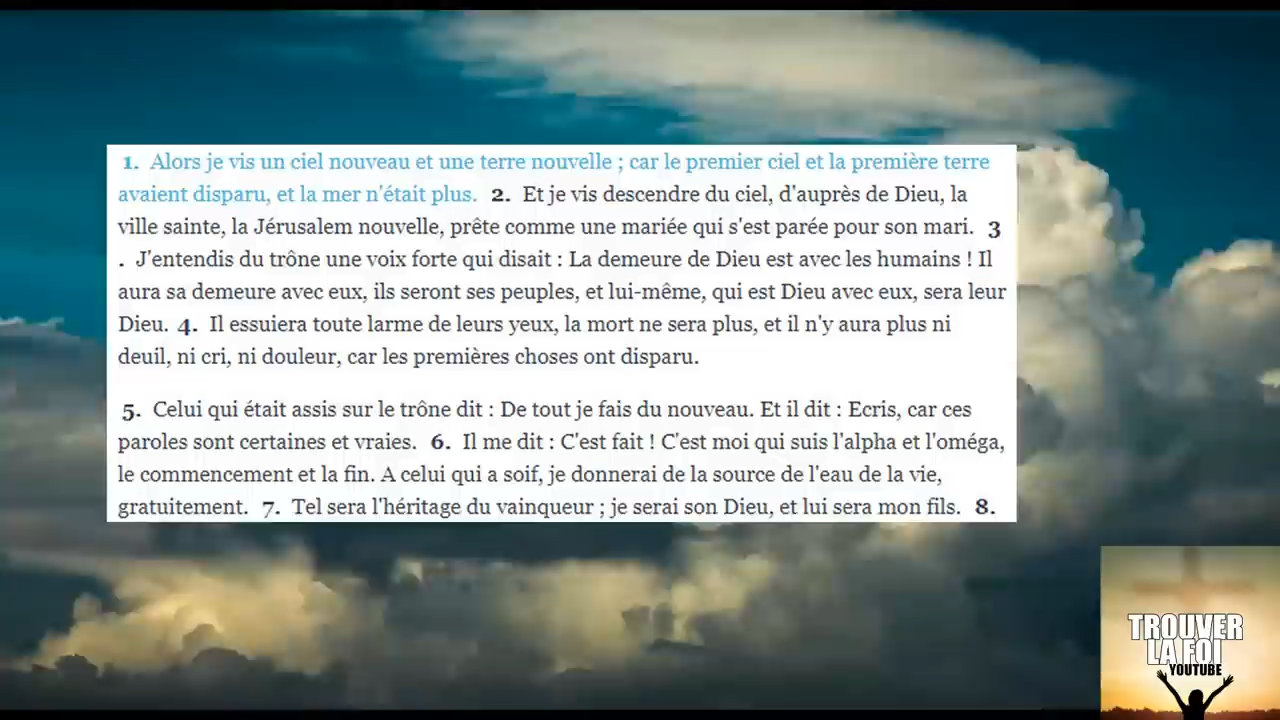 1. Alors je vis un ciel nouveau et une terre nouvelle ; car le premier ciel et la première terre
avaient disparu, et la mer n'était plus. 2. Et je vis descendre du ciel, d'auprès de Dieu, la
ville sainte, la Jérusalem nouvelle, prête comme une mariée qui s'est parée pour son mari. 3
. J'entendis du trône une voix forte qui disait : La demeure de Dieu est avec les humains ! Il
aura sa demeure avec eux, ils seront ses peuples, et lui-même, qui est Dieu avec eux, sera leur
Dieu. 4. Il essuiera toute larme de leurs yeux, la mort ne sera plus, et il n'y aura plus ni
deuil, ni cri, ni douleur, car les premières choses ont disparu.
5. Celui qui était assis sur le trône dit : De tout je fais du nouveau. Et il dit : Ecris, car ces
paroles sont certaines et vraies. 6. Il me dit : C'est fait ! C'est moi qui suis l'alpha et l'oméga,
le commencement et la fin. A celui qui a soif, je donnerai de la source de l'eau de la vie,
gratuitement. 7. Tel sera l'héritage du vainqueur ; je serai son Dieu, et lui sera mon fils. 8.
TROUVER
LA FOI
YOUTUBE